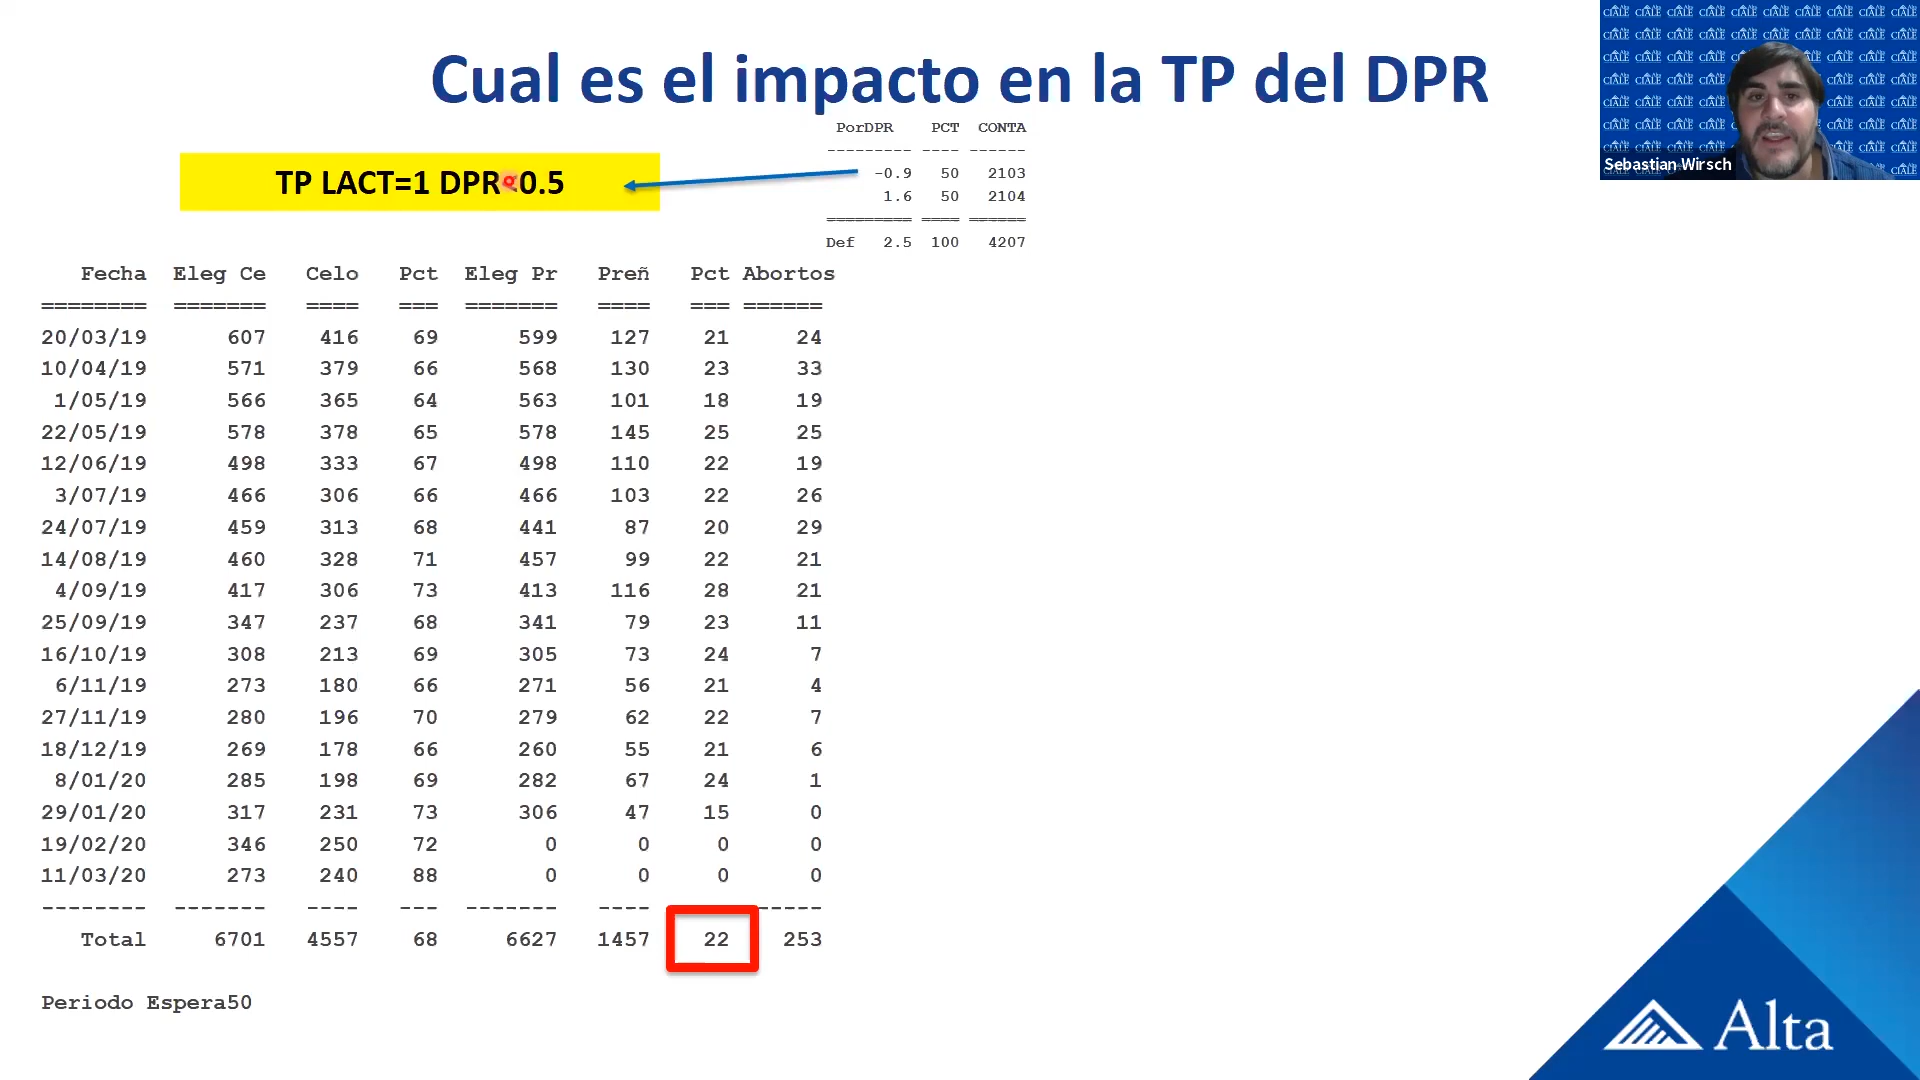 Cual es el impacto en la TP del DPR
Sebastian Wirsch
PorDPR PCT CONTA
--------- ---- ------
-0.9 50 2103
1.6 50 2104
========= ==== ======
Def 2.5 100 4207
TP LACT=1 DPR<0.5
Fecha Eleg Ce Celo Pct Eleg Pr Preñ Pct Abortos
======== ======= ==== === ======= ==== === ======
20/03/19 607 416 69 599 127 21 24
10/04/19 571 379 66 568 130 23 33
1/05/19 566 365 64 563 101 18 19
22/05/19 578 378 65 578 145 25 25
12/06/19 498 333 67 498 110 22 19
3/07/19 466 306 66 466 103 22 26
24/07/19 459 313 68 441 87 20 29
14/08/19 460 328 71 457 99 22 21
4/09/19 417 306 73 413 116 28 21
25/09/19 347 237 68 341 79 23 11
16/10/19 308 213 69 305 73 24 7
6/11/19 273 180 66 271 56 21 4
27/11/19 280 196 70 279 62 22 7
18/12/19 269 178 66 260 55 21 6
8/01/20 285 198 69 282 67 24 1
29/01/20 317 231 73 306 47 15 0
19/02/20 346 250 72 0 0 0 0
11/03/20 273 240 88 0 0 0 0
-------- ------- ---- --- ------- ---- -----
Total 6701 4557 68 6627 1457 22 253
Periodo Espera50
Alta